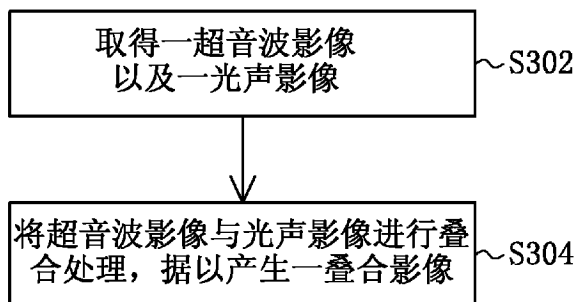 取得一超音波影像
以及一光声影像
S302
将超音波影像与光声影像进行叠
合处理，据以产生一叠合影像
S304